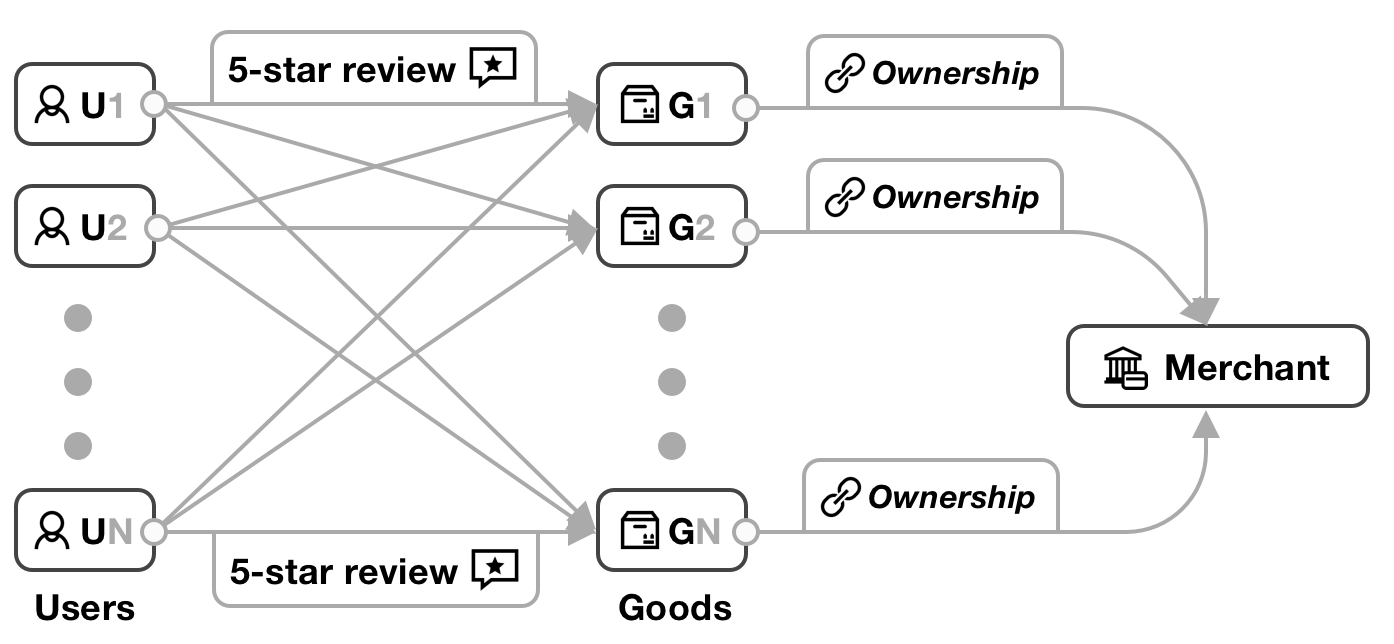 5-star review
Ownership
U1
G1
Ownership
U2
G2
Merchant
Ownership
UN
GN
5-star review
Users
Goods